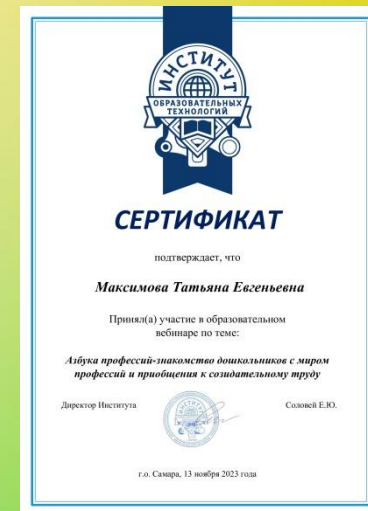 ИНСТИТУТ
ОБРАЗОВАТЕЛЬНЫХ
ТЕХНОЛОГИЙ
СЕРТИФИКАТ
подтверждает, что
Максимова Татьяна Евгеньевна
Принял(а) участие в образовательном
вебинаре по теме:
Азбука профессий-знакомство дошкольников с миром
профессий и приобщения к созидательному труду
Директор Института
Соловей Е.Ю.
г.о. Самара, 13 ноября 2023 года